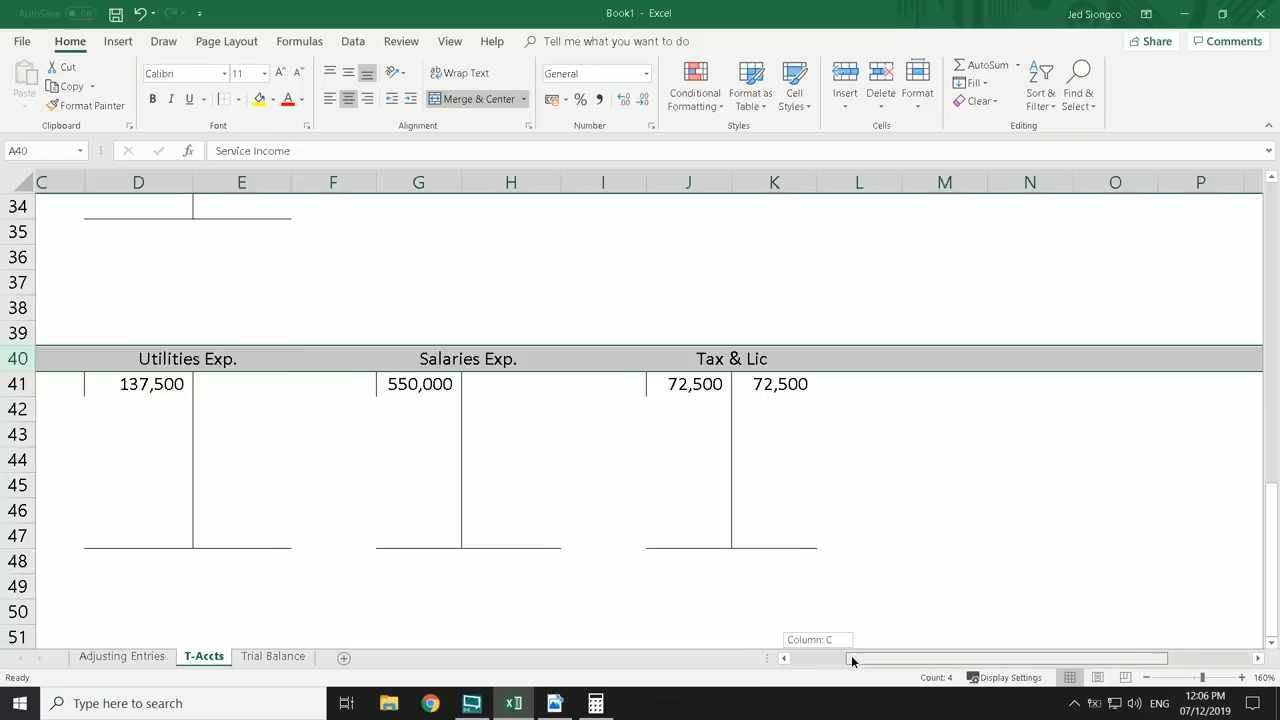 AutoSave Off
Book1 - Excel
Jed Siongco
File Home Insert Draw Page Layout Formulas Data Review View Help Tell me what you want to do Share Comments
Paste
Cut
Copy
Format Painter
Clipboard
Calibri 11
B I U
Font
Wrap Text
Merge & Center
Alignment
General
% ,
Number
Conditional Formatting
Format as Table
Cell Styles
Styles
Insert
Delete
Format
Cells
AutoSum
Fill
Clear
Sort & Filter
Find & Select
Editing
A40 fx Service Income
C D E F G H I J K L M N O P
34
35
36
37
38
39
40 Utilities Exp. Salaries Exp. Tax & Lic
41 137,500 550,000 72,500 72,500
42
43
44
45
46
47
48
49
50
51
Column: C
Adjusting Entries T-Accts Trial Balance
Ready Count: 4 Display Settings 160%
Type here to search
ENG
12:06 PM
07/12/2019